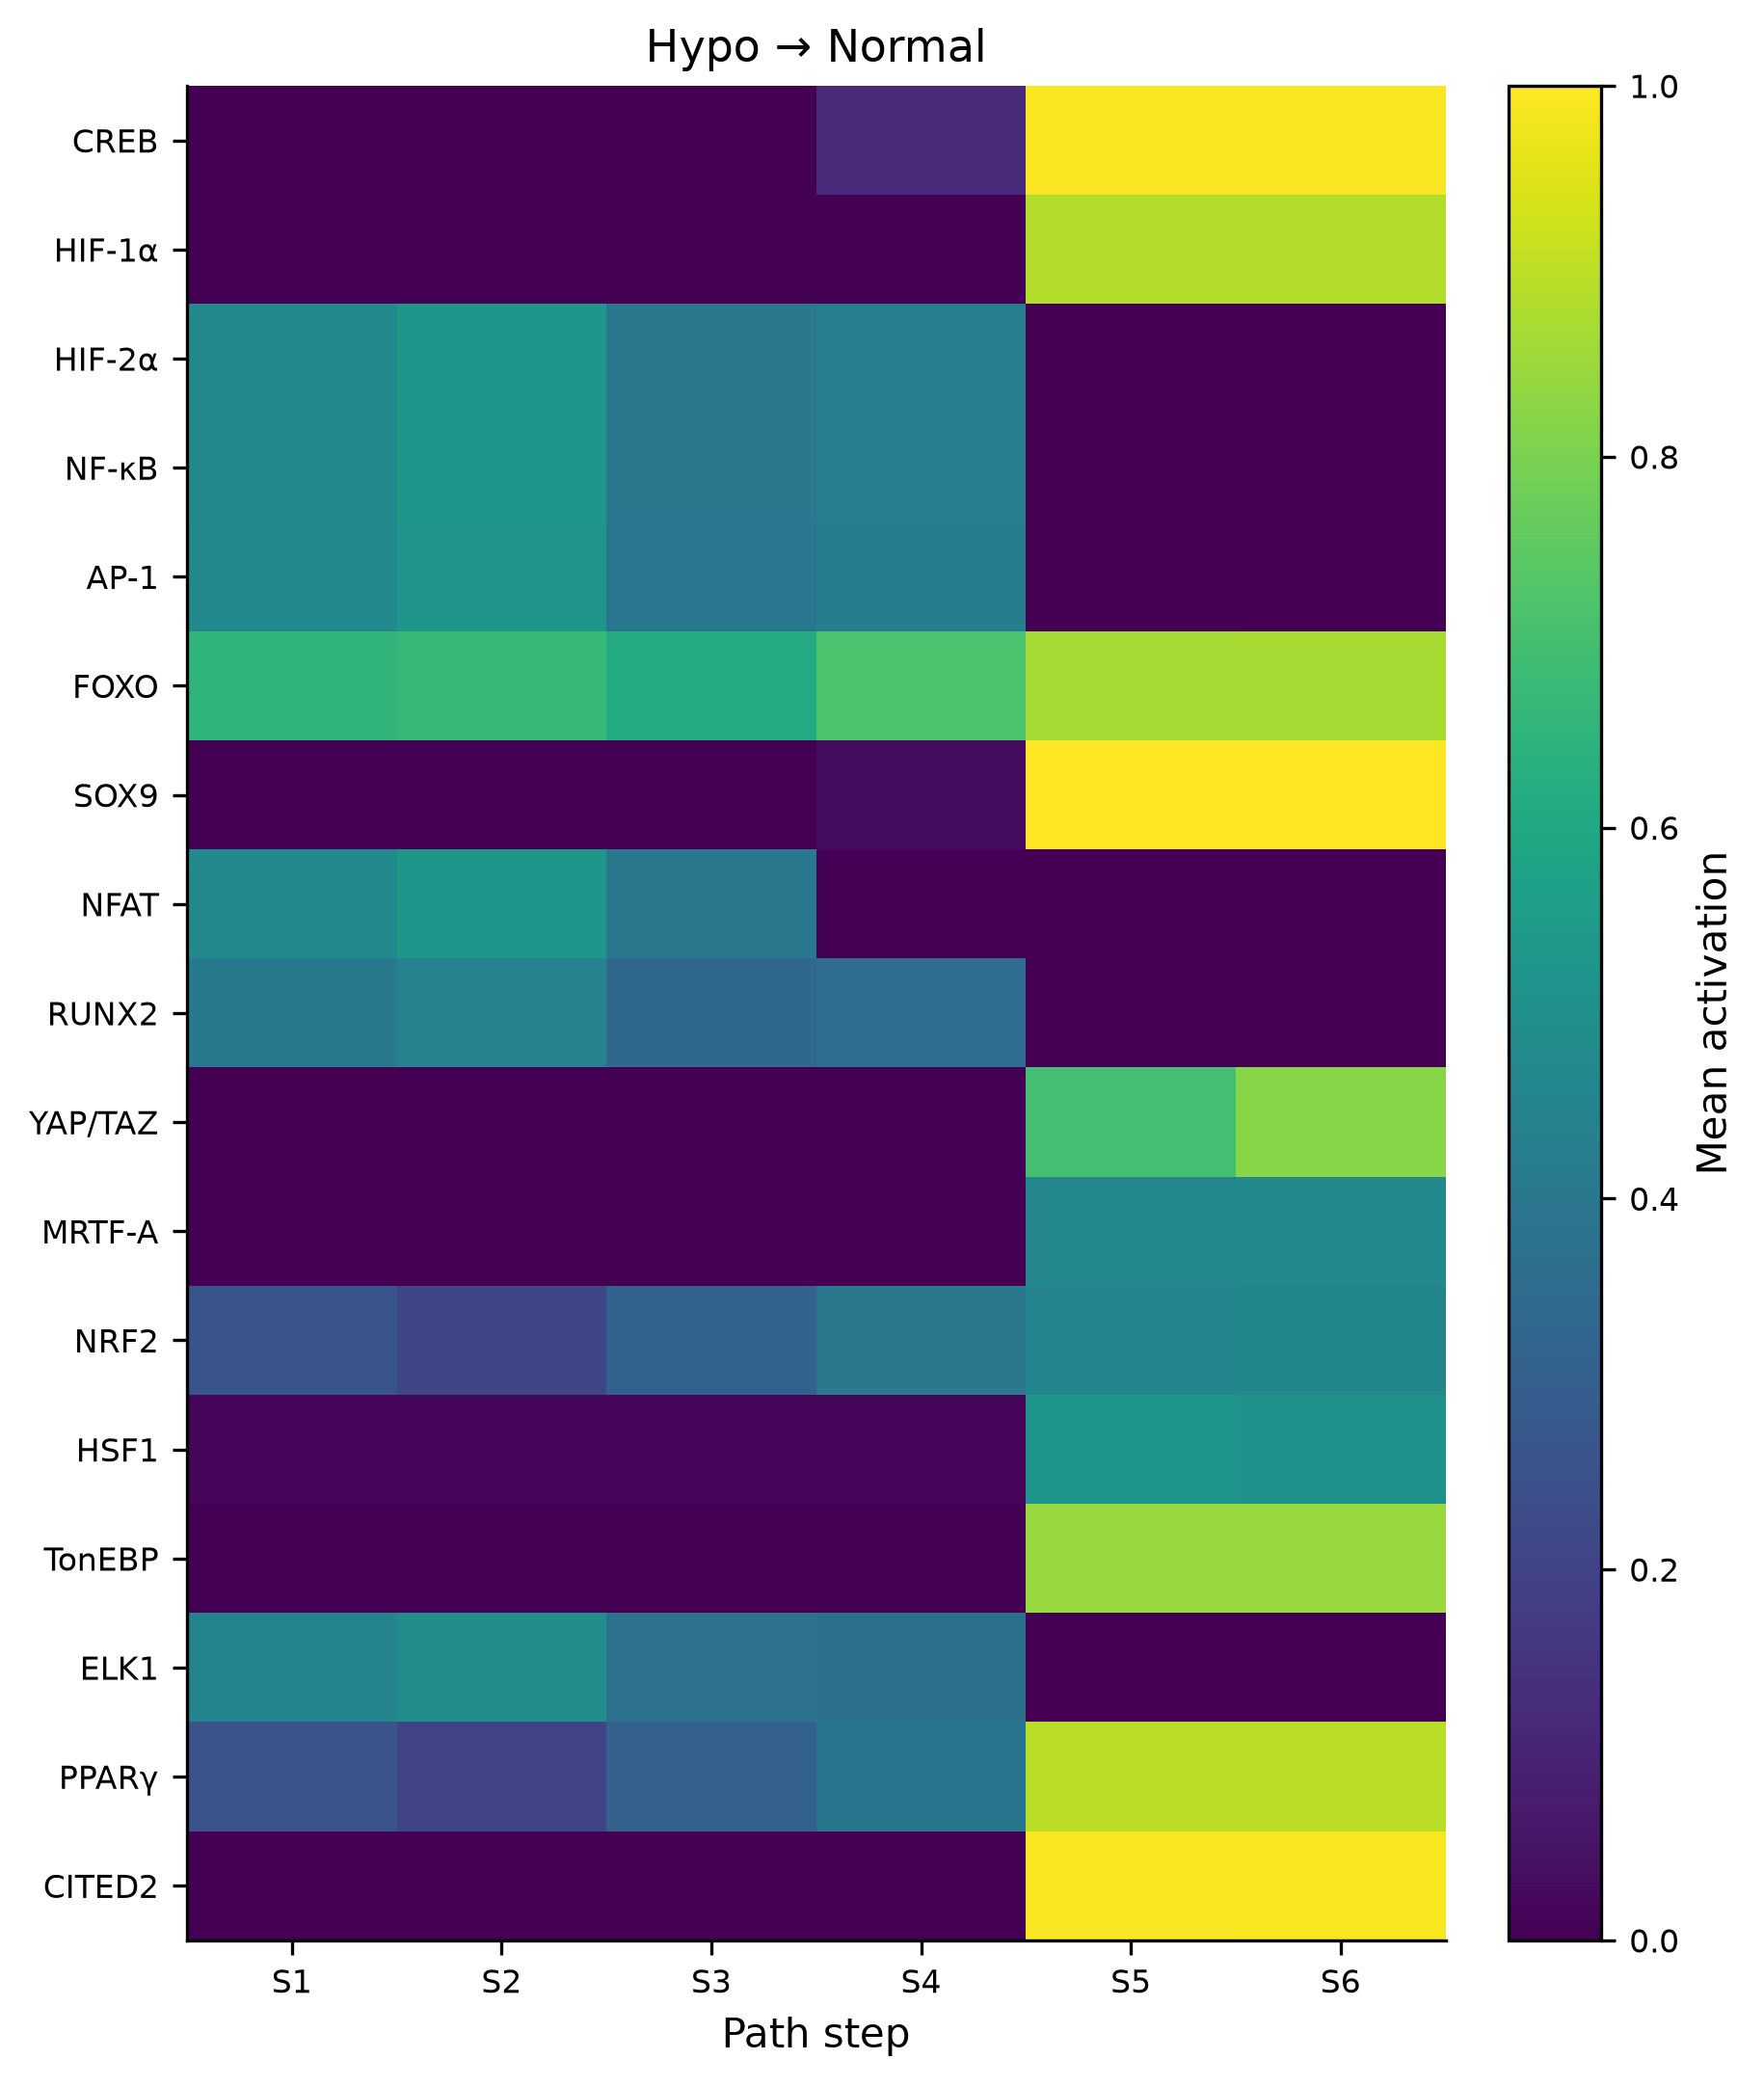 Hypo → Normal
CREB
HIF-1α
HIF-2α
NF-κB
AP-1
FOXO
SOX9
NFAT
RUNX2
YAP/TAZ
MRTF-A
NRF2
HSF1
TonEBP
ELK1
PPARγ
CITED2
S1 S2 S3 S4 S5 S6
Path step
1.0
0.8
0.6
0.4
0.2
0.0
Mean activation